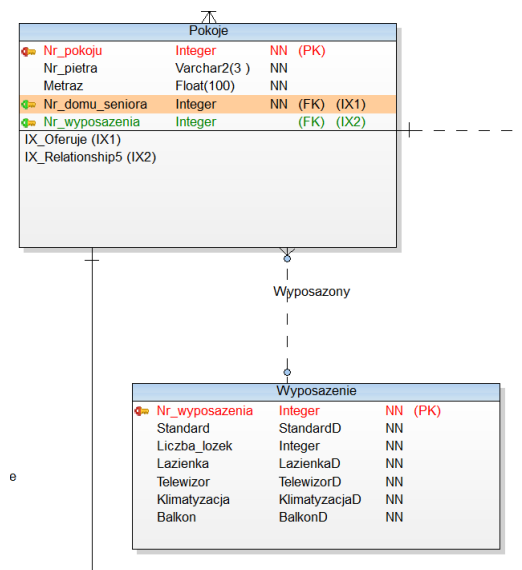 Pokoje
Nr_pokoju Integer NN (PK)
Nr_pietra Varchar2(3 ) NN
Metraz Float(100) NN
Nr_domu_seniora Integer NN (FK) (IX1)
Nr_wyposazenia Integer (FK) (IX2)
IX_Oferuje (IX1)
IX_Relationship5 (IX2)
Wyposazony
Wyposazenie
Nr_wyposazenia Integer NN (PK)
Standard StandardD NN
Liczba_lozek Integer NN
Lazienka LazienkaD NN
e
Telewizor TelewizorD NN
Klimatyzacja KlimatyzacjaD NN
Balkon BalkonD NN